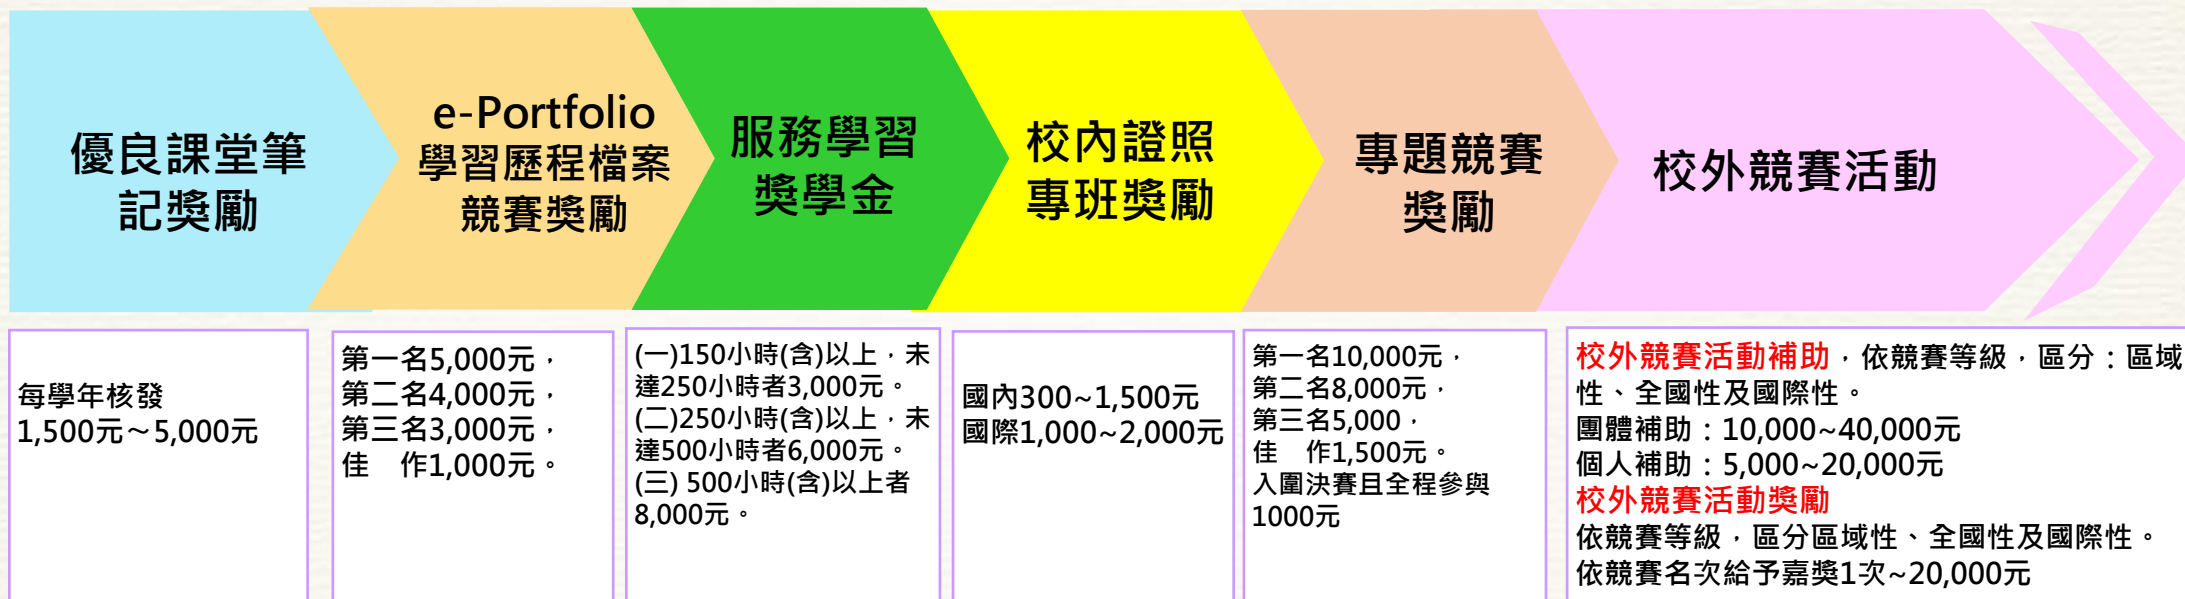 優良課堂筆
記獎勵
e-Portfolio
學習歷程檔案
競賽獎勵
服務學習
獎學金
校內證照
專班獎勵
專題競賽
獎勵
校外競賽活動
每學年核發
1,500元～5,000元
第一名5,000元，
第二名4,000元，
第三名3,000元，
佳　作1,000元。
(一)150小時(含)以上，未
達250小時者3,000元。
(二)250小時(含)以上，未
達500小時者6,000元。
(三) 500小時(含)以上者
8,000元。
國內300~1,500元
國際1,000~2,000元
第一名10,000元，
第二名8,000元，
第三名5,000，
佳　作1,500元。
入圍決賽且全程參與
1000元
校外競賽活動補助，依競賽等級，區分：區域
性、全國性及國際性。
團體補助：10,000~40,000元
個人補助：5,000~20,000元
校外競賽活動獎勵
依競賽等級，區分區域性、全國性及國際性。
依競賽名次給予嘉獎1次~20,000元